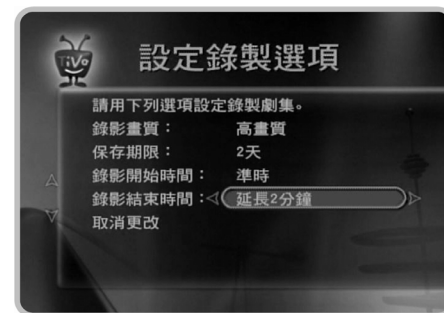 TiVo
設定錄製選項
請用下列選項設定錄製劇集。
錄影畫質： 高畫質
保存期限： 2天
錄影開始時間： 準時
錄影結束時間： 延長2分鐘
取消更改